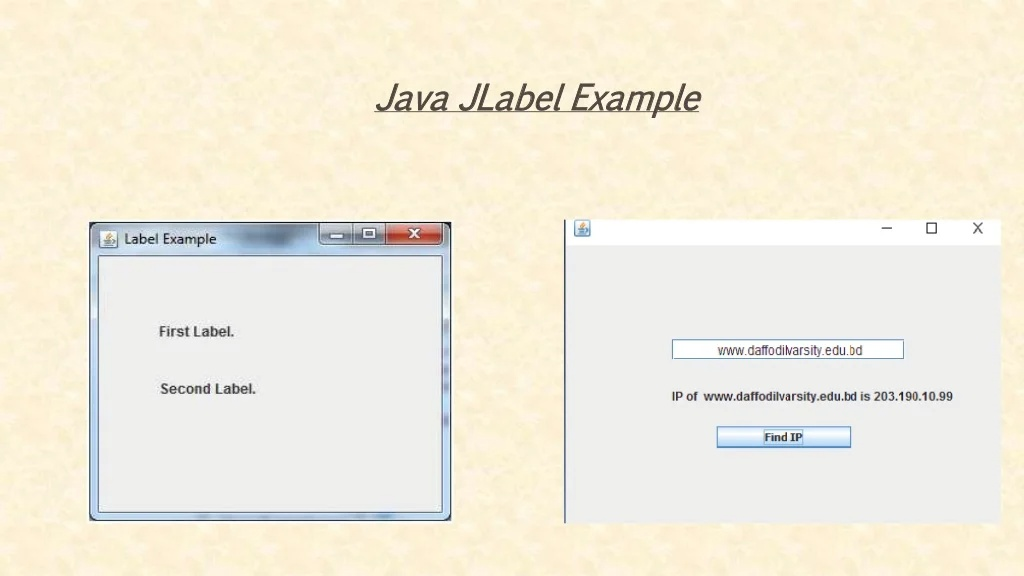 Java JLabel Example
Label Example
First Label.
Second Label.
www.daffodilvarsity.edu.bd
IP of www.daffodilvarsity.edu.bd is 203.190.10.99
Find IP